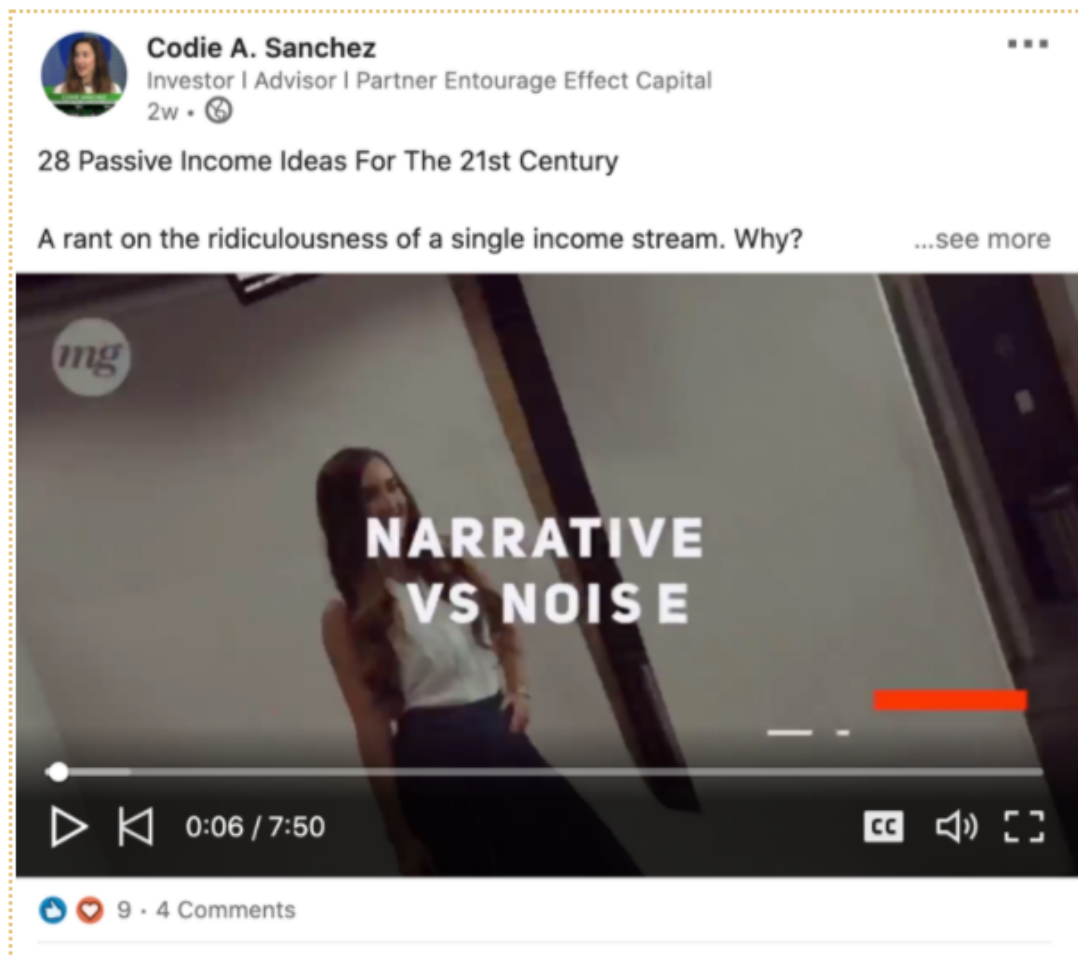 Codie A. Sanchez
Investor l Advisor l Partner Entourage Effect Capital
2w •
28 Passive Income Ideas For The 21st Century
A rant on the ridiculousness of a single income stream. Why?
...see more
mg
NARRATIVE
VS NOISE
0:06 / 7:50
CC
9 · 4 Comments